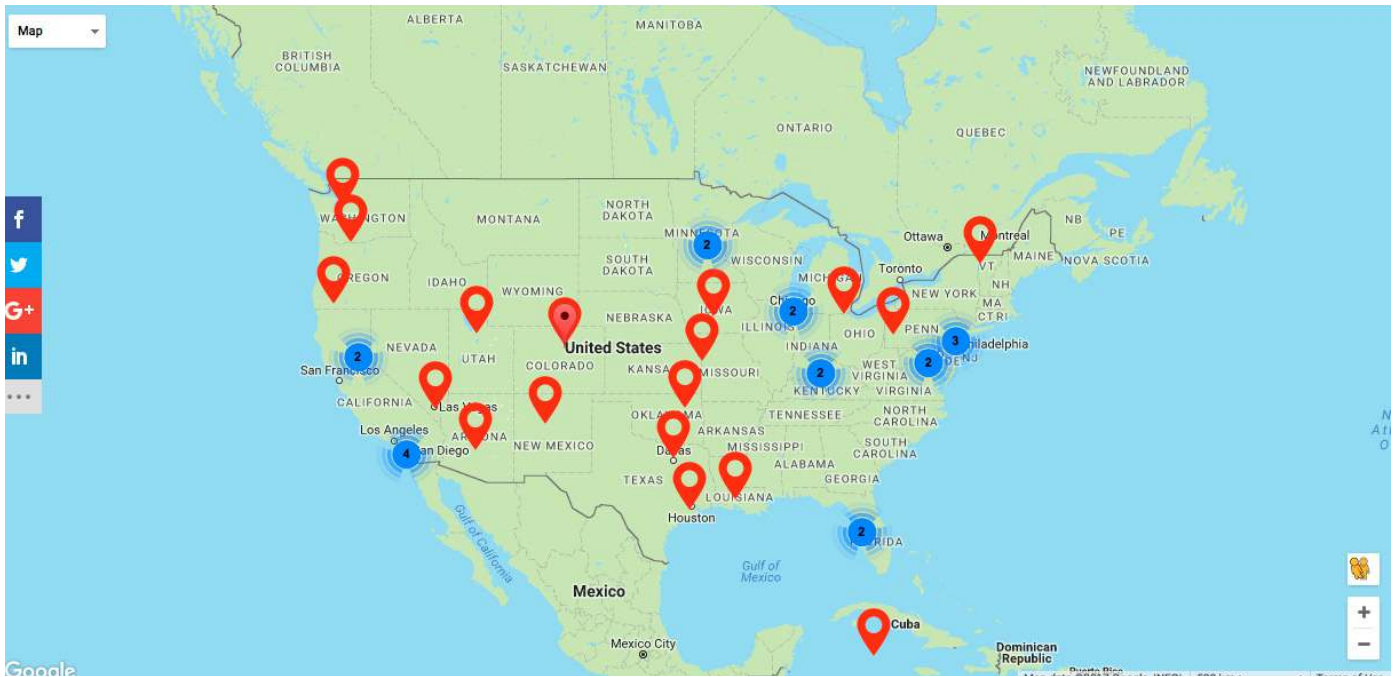 Map
ALBERTA
MANITOBA
BRITISH
COLUMBIA
SASKATCHEWAN
NEWFOUNDLAND
AND LABRADOR
ONTARIO
QUEBEC
f
G+
in
NORTH
DAKOTA
MONTANA
MINNESOTA
2
WISCONSIN
Ottawa
Montreal
NB
PE
MAINE
NOVA SCOTIA
VT
NH
SOUTH
DAKOTA
Toronto
OREGON
IDAHO
WYOMING
NEW YORK
MA
CT RI
NEBRASKA
2
ILLINOIS
OHIO
PENN
3
Philadelphia
NEVADA
UTAH
United States
INDIANA
2
San Francisco
COLORADO
MISSOURI
2
KENTUCKY
WEST
VIRGINIA
2
DE NJ
VIRGINIA
CALIFORNIA
Las Vegas
OKLAHOMA
TENNESSEE
NORTH
CAROLINA
ARKANSAS
Los Angeles
ARIZONA
NEW MEXICO
MISSISSIPPI
SOUTH
CAROLINA
4
San Diego
Dallas
ALABAMA
GEORGIA
TEXAS
LOUISIANA
Houston
2
FLORIDA
Gulf of
California
Gulf of
Mexico
Mexico
Cuba
Mexico City
Dominican
Republic
Google